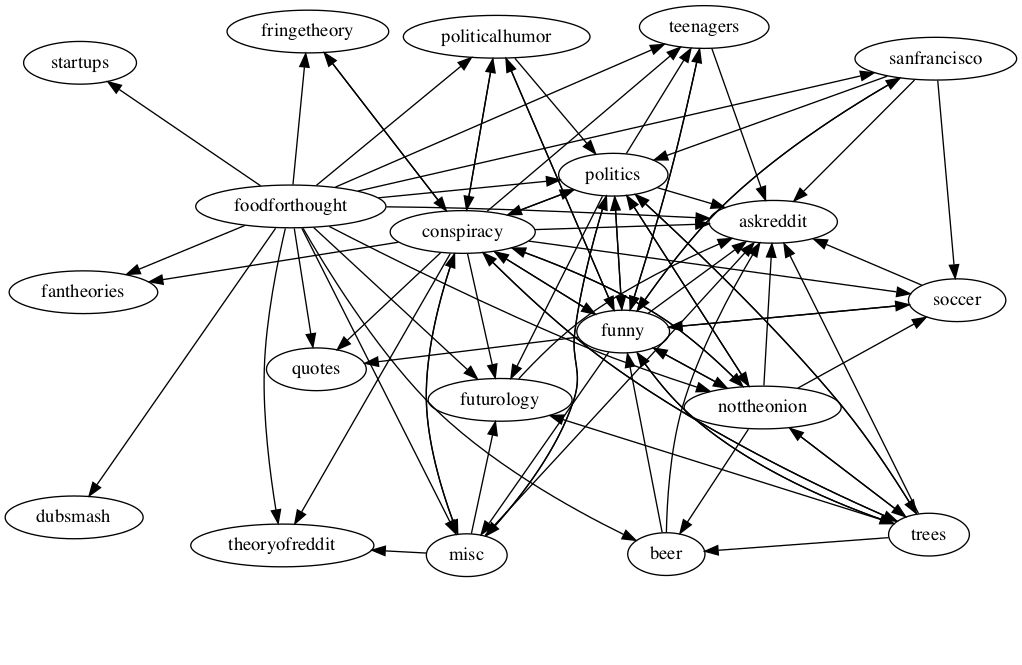 teenagers
fringetheory
politicalhumor
startups
sanfrancisco
politics
foodforthought
askreddit
conspiracy
fantheories
soccer
funny
quotes
futurology
nottheonion
dubsmash
trees
theoryofreddit
misc
beer